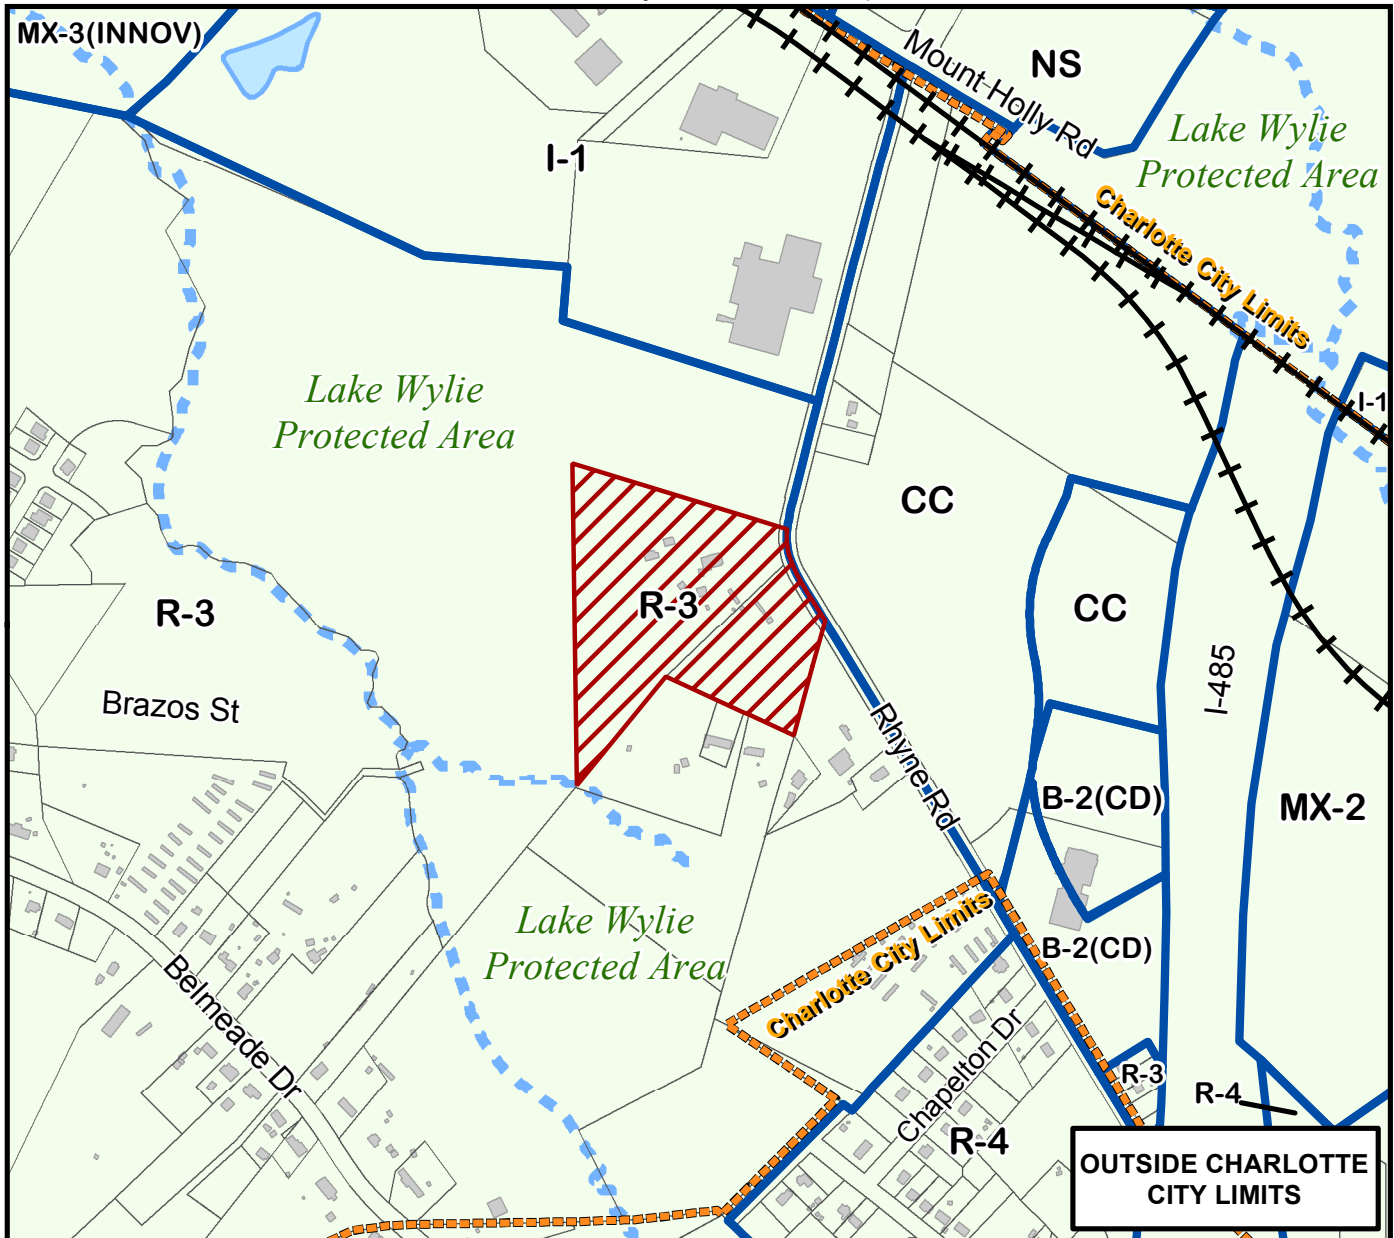 MX-3(INNOV)
Mount Holly Rd
NS
Lake Wylie
Protected Area
I-1
Charlotte City Limits
Lake Wylie
Protected Area
I-1
CC
R-3
R-3
CC
I-485
Brazos St
Rhyne Rd
B-2(CD)
MX-2
Lake Wylie
Protected Area
Charlotte City Limits
B-2(CD)
Belmeade Dr
Chapelton Dr
R-3
R-4
R-4
OUTSIDE CHARLOTTE
CITY LIMITS